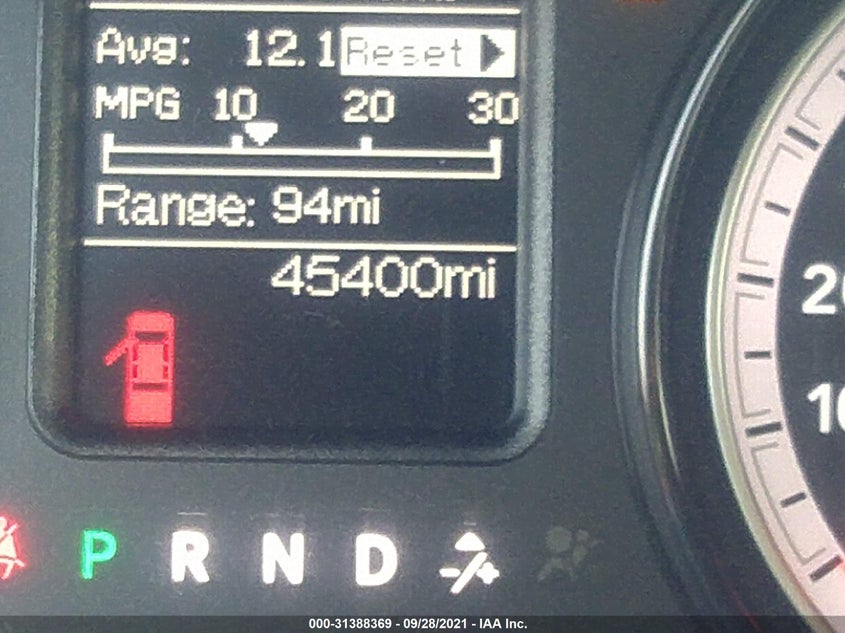 Avg: 12.1 Reset
MPG 10 20 30
Range: 94mi
45400mi
P R N D -/+
000-31388369 - 09/28/2021 - IAA Inc.